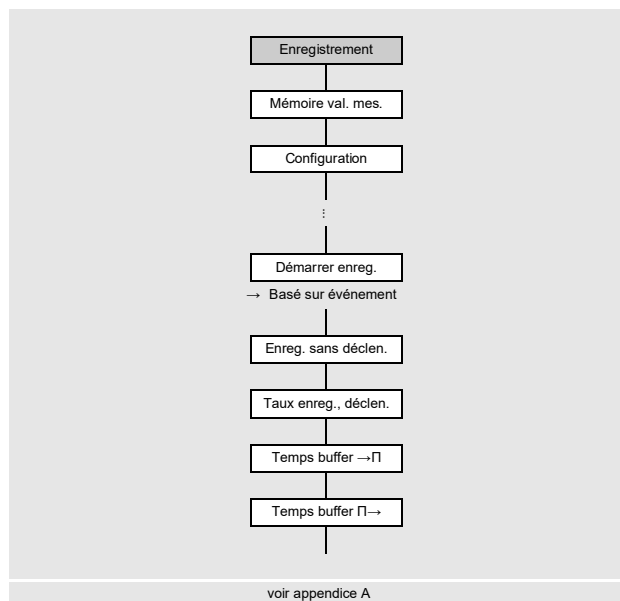 Enregistrement
Mémoire val. mes.
Configuration
⋮
Démarrer enreg.
→ Basé sur événement
Enreg. sans déclen.
Taux enreg., déclen.
Temps buffer →Π
Temps buffer Π→
voir appendice A